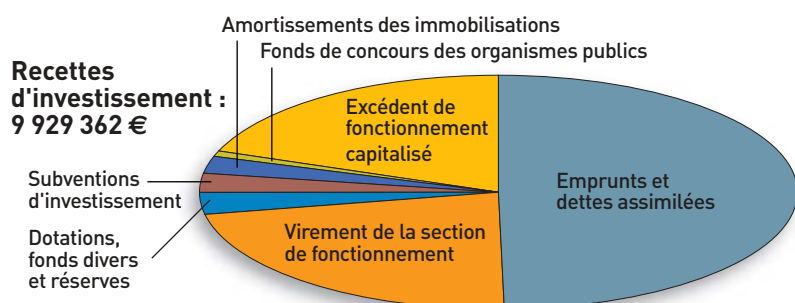 Amortissements des immobilisations
Fonds de concours des organismes publics
Recettes
d'investissement :
9 929 362 €
Excédent de
fonctionnement
capitalisé
Subventions
d'investissement
Emprunts et
dettes assimilées
Dotations,
fonds divers
et réserves
Virement de la section
de fonctionnement